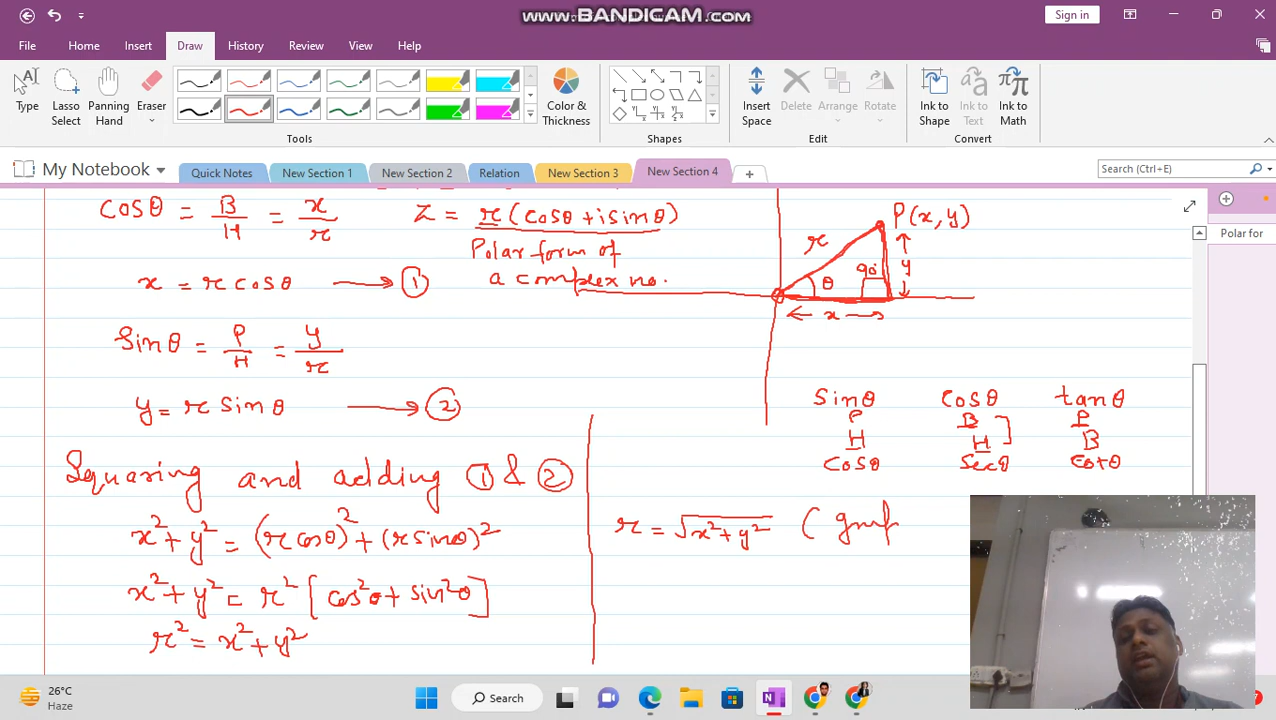 www.BANDICAM.com
Sign in
File Home Insert Draw History Review View Help
Type
Lasso Select
Panning Hand
Eraser
Color & Thickness
Insert Space
Delete
Arrange
Rotate
Ink to Shape
Ink to Text
Ink to Math
Tools
Shapes
Edit
Convert
My Notebook
Quick Notes
New Section 1
New Section 2
Relation
New Section 3
New Section 4
Search (Ctrl+E)
Polar for
cosθ = B/H = x/r
x = r cosθ → ①
Sinθ = P/H = y/r
y = r sinθ → ②
Z = r(cosθ + i sinθ)
Polar form of
a complex no.
P(x, y)
r
θ
90°
y
x
Sinθ cosθ tanθ
P B P
H H B
cosθ secθ cotθ
Squaring and adding ① & ②
x² + y² = (r cosθ)² + (r sinθ)²
x² + y² = r² [cos²θ + sin²θ]
r² = x² + y²
r = √x² + y² (
26°C
Haze
Search